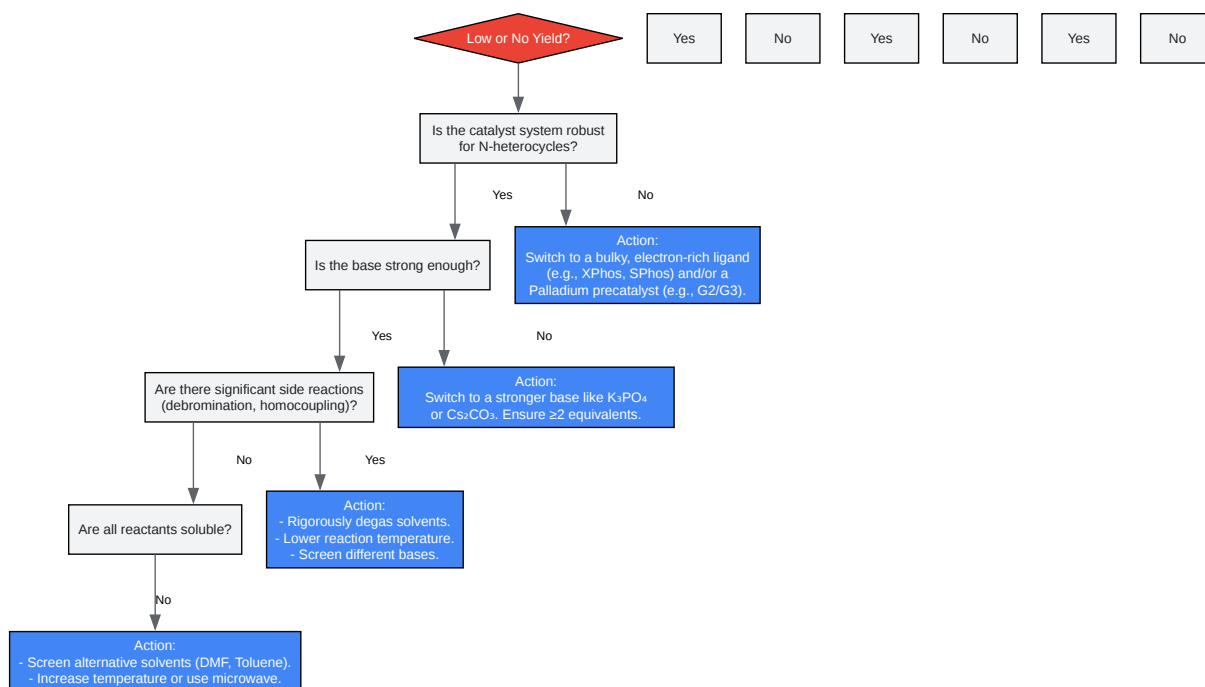 Low or No Yield?
Yes
No
Yes
No
Yes
No
Is the catalyst system robust
for N-heterocycles?
Yes
No
Action:
Switch to a bulky, electron-rich ligand
(e.g., XPhos, SPhos) and/or a
Palladium precatalyst (e.g., G2/G3).
Is the base strong enough?
Yes
No
Action:
Switch to a stronger base like K₃PO₄
or Cs₂CO₃. Ensure ≥2 equivalents.
Are there significant side reactions
(debromination, homocoupling)?
No
Yes
Action:
- Rigorously degas solvents.
- Lower reaction temperature.
- Screen different bases.
Are all reactants soluble?
No
Action:
- Screen alternative solvents (DMF, Toluene).
- Increase temperature or use microwave.